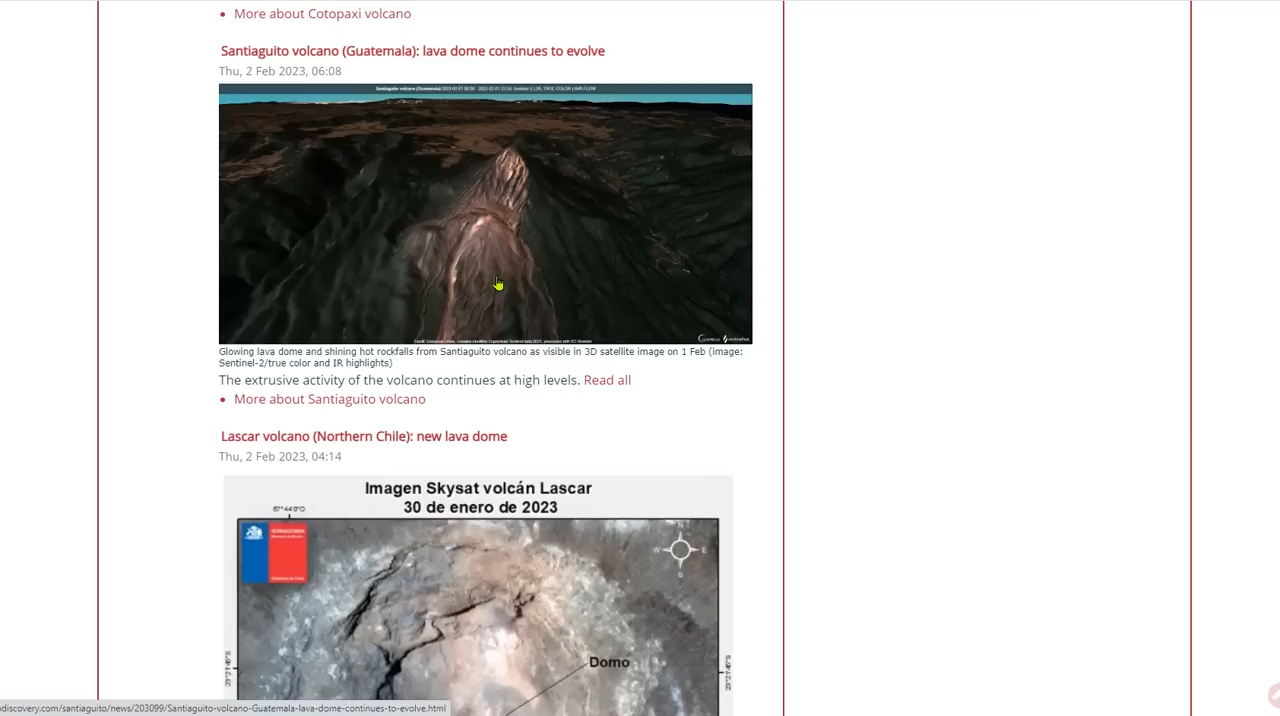 More about Cotopaxi volcano
Santiaguito volcano (Guatemala): lava dome continues to evolve
Thu, 2 Feb 2023, 06:08
Glowing lava dome and shining hot rockfalls from Santiaguito volcano as visible in 3D satellite image on 1 Feb (image:
Sentinel-2/true color and IR highlights)
The extrusive activity of the volcano continues at high levels. Read all
More about Santiaguito volcano
Lascar volcano (Northern Chile): new lava dome
Thu, 2 Feb 2023, 04:14
Imagen Skysat volcán Lascar
30 de enero de 2023
67°44'0"O
W E
S
Domo
discovery.com/santiaguito/news/203099/Santiaguito-volcano-Guatemala-lava-dome-continues-to-evolve.html